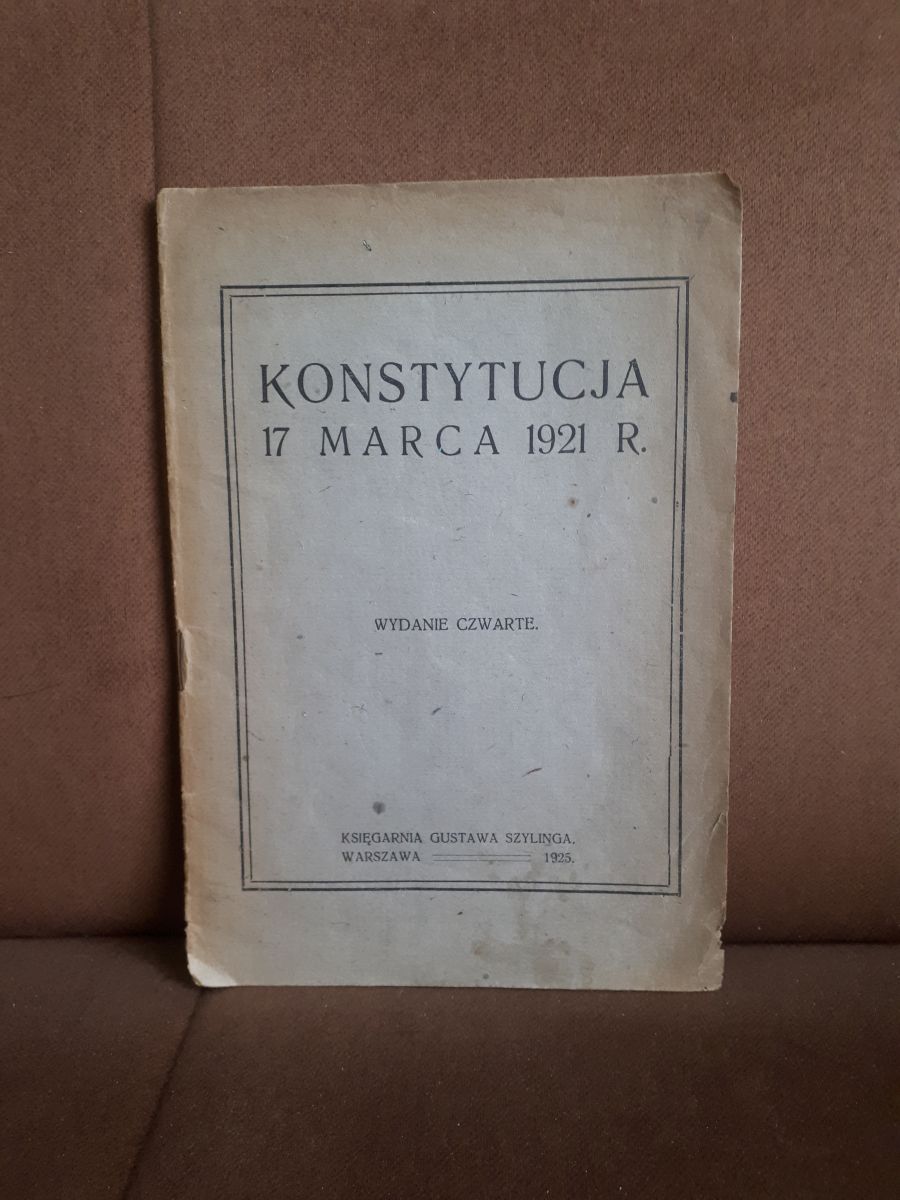 KONSTYTUCJA
17 MARCA 1921 R.
WYDANIE CZWARTE.
KSIĘGARNIA GUSTAWA SZYLINGA.
WARSZAWA 1925.